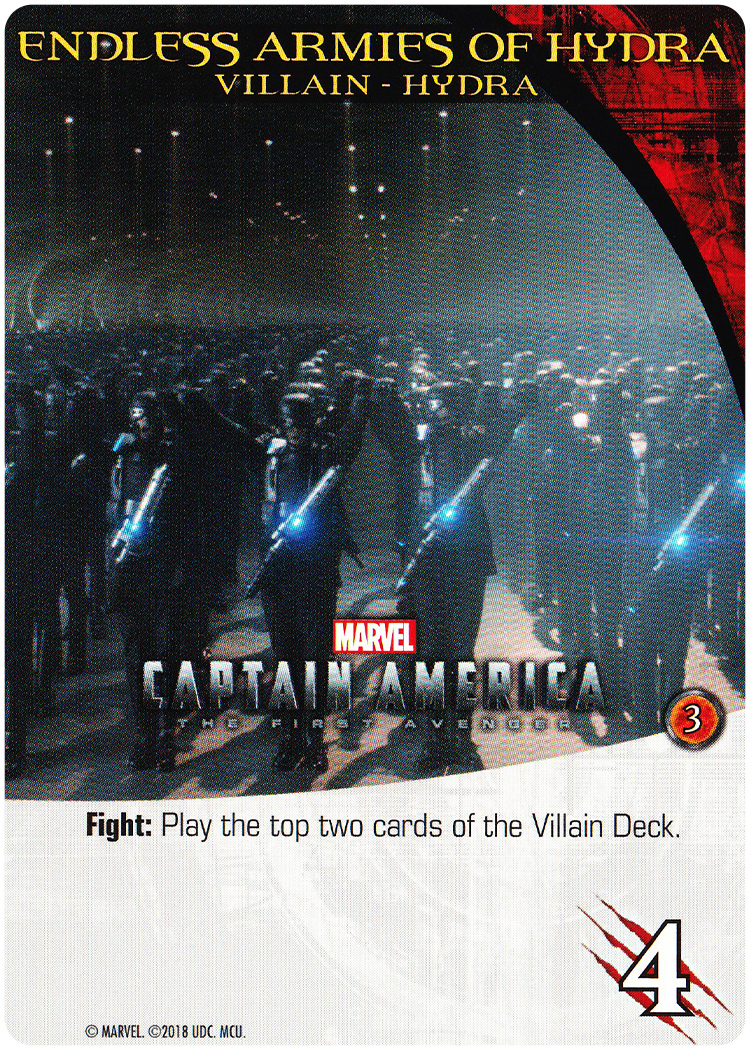 ENDLESS ARMIES OF HYDRA
VILLAIN - HYDRA
MARVEL
CAPTAIN AMERICA
THE FIRST AVENGER
3
Fight: Play the top two cards of the Villain Deck.
4
© MARVEL. ©2018 UDC. MCU.